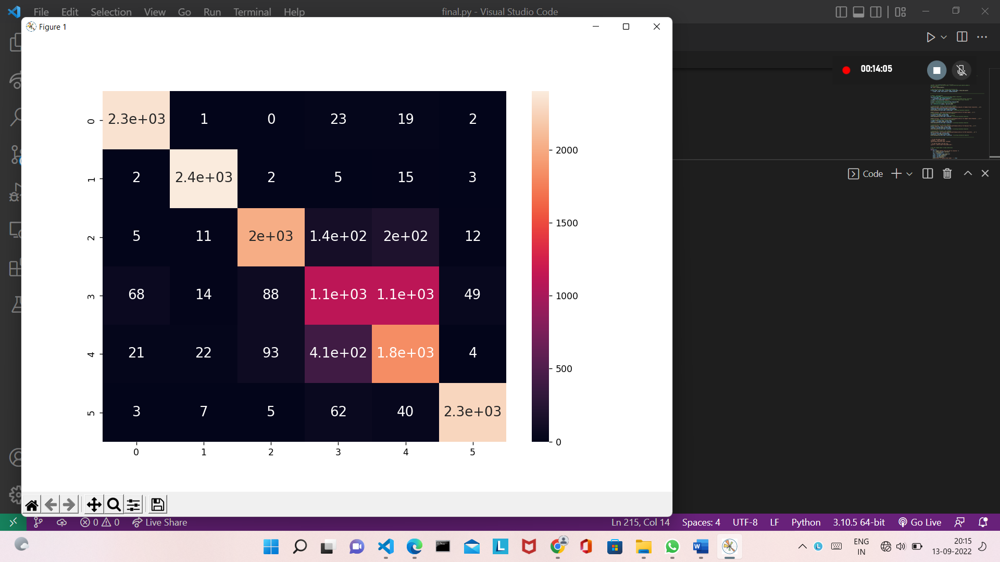 File Edit Selection View Go Run Terminal Help final.py - Visual Studio Code
Figure 1
00:14:05
2.3e+03 1 0 23 19 2
2 2.4e+03 2 5 15 3
5 11 2e+03 1.4e+02 2e+02 12
68 14 88 1.1e+03 1.1e+03 49
21 22 93 4.1e+02 1.8e+03 4
3 7 5 62 40 2.3e+03
0
1
2
3
4
5
0 1 2 3 4 5
2000
1500
1000
500
0
Code
0 0 Live Share Ln 215, Col 14 Spaces: 4 UTF-8 LF Python 3.10.5 64-bit Go Live
ENG
IN
20:15
13-09-2022